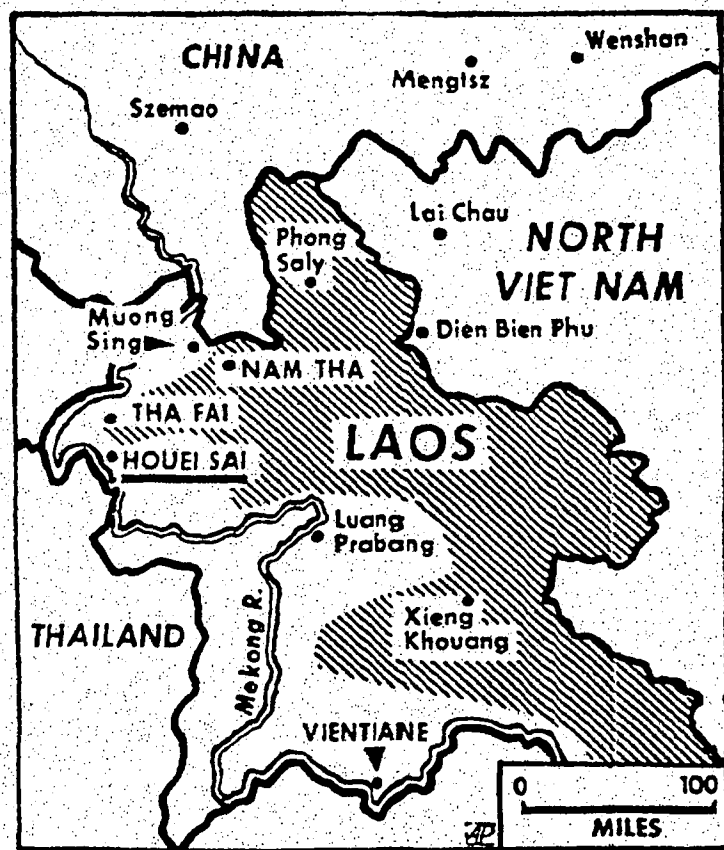 CHINA
Wenshan
Mengtsz
Szemao
Lai Chau
Phong
Saly
NORTH
VIET NAM
Muong
Sing
Dien Bien Phu
NAM THA
THA FAI
LAOS
HOUEI SAI
Luang
Prabang
Xieng
Khouang
THAILAND
Mekong R.
VIENTIANE
0 100
MILES
AP